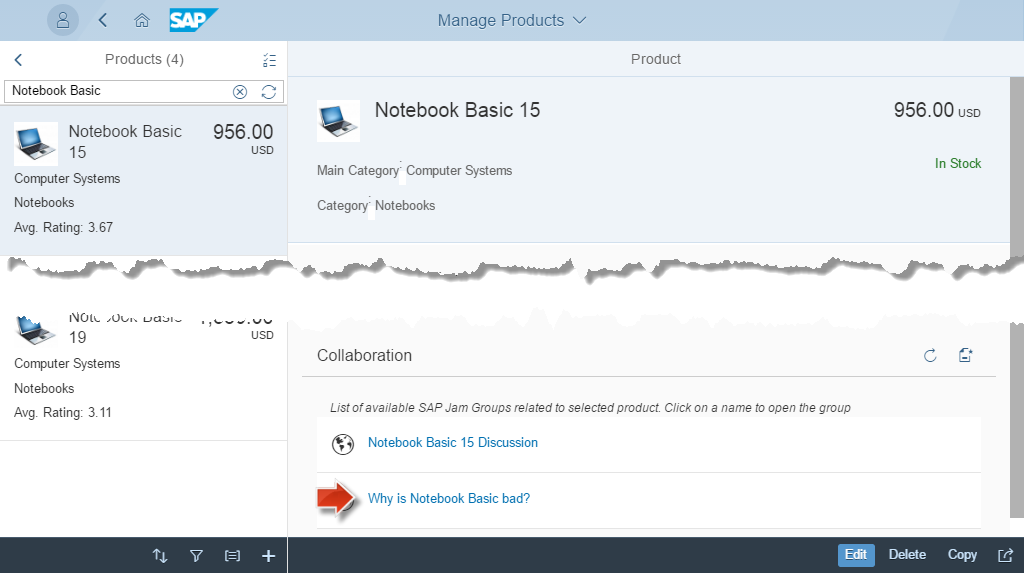 SAP
Manage Products
Products (4)
Product
Notebook Basic
Notebook Basic
15
956.00
USD
Computer Systems
Notebooks
Avg. Rating: 3.67
Notebook Basic 15
956.00 USD
Main Category: Computer Systems
In Stock
Category: Notebooks
Notebook Basic
19
USD
Computer Systems
Notebooks
Avg. Rating: 3.11
Collaboration
List of available SAP Jam Groups related to selected product. Click on a name to open the group
Notebook Basic 15 Discussion
Why is Notebook Basic bad?
Edit
Delete
Copy